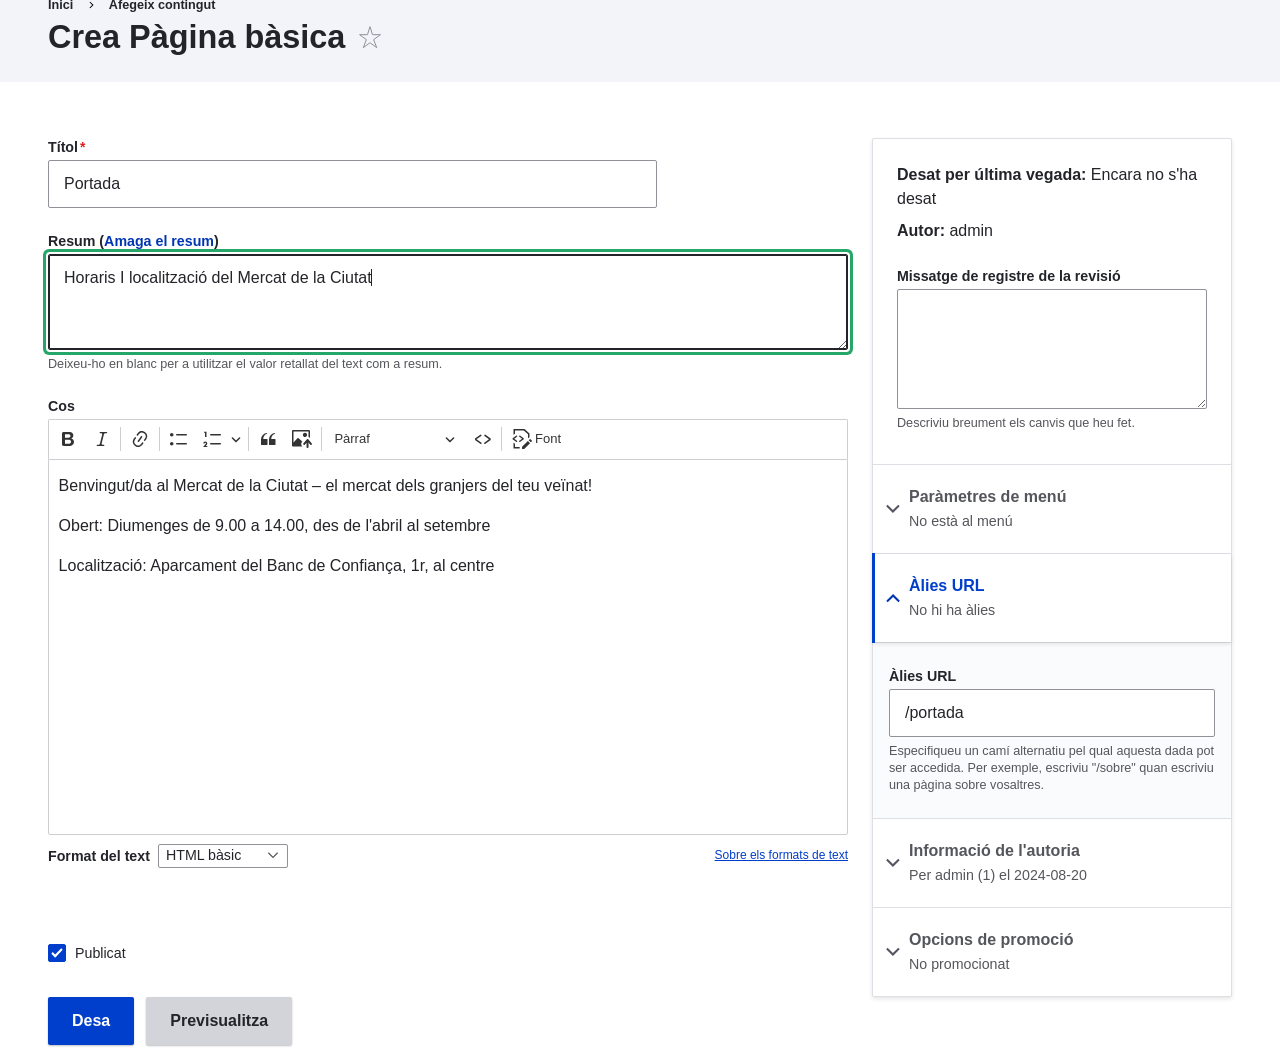 Inici › Afegeix contingut
Crea Pàgina bàsica ☆
Títol*
Portada
Resum (Amaga el resum)
Horaris I localització del Mercat de la Ciutat
Deixeu-ho en blanc per a utilitzar el valor retallat del text com a resum.
Cos
Pàrraf
Font
Benvingut/da al Mercat de la Ciutat – el mercat dels granjers del teu veïnat!
Obert: Diumenges de 9.00 a 14.00, des de l'abril al setembre
Localització: Aparcament del Banc de Confiança, 1r, al centre
Format del text HTML bàsic
Sobre els formats de text
Publicat
Desa Previsualitza
Desat per última vegada: Encara no s'ha
desat
Autor: admin
Missatge de registre de la revisió
Descriviu breument els canvis que heu fet.
Paràmetres de menú
No està al menú
Àlies URL
No hi ha àlies
Àlies URL
/portada
Especifiqueu un camí alternatiu pel qual aquesta dada pot
ser accedida. Per exemple, escriviu "/sobre" quan escriviu
una pàgina sobre vosaltres.
Informació de l'autoria
Per admin (1) el 2024-08-20
Opcions de promoció
No promocionat